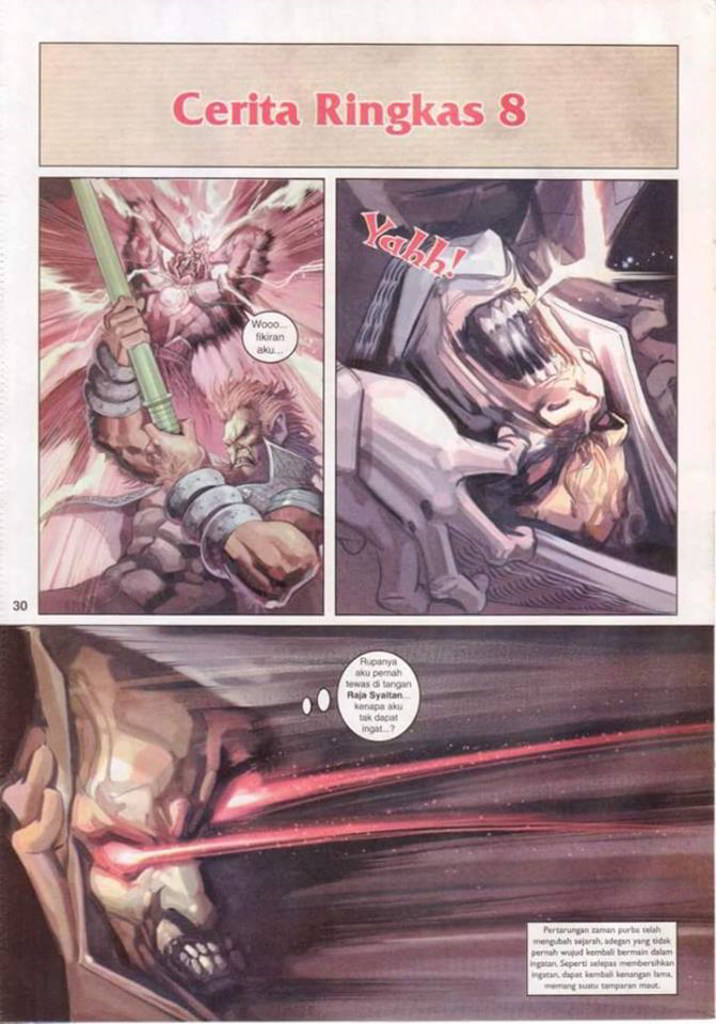 Cerita Ringkas 8
Wooo...
fikiran
aku...
Yahh!
30
Rupanya
aku pernah
tewas di tangan
Raja Syaitan...
kenapa aku
tak dapat
ingat...?
Pertarungan zaman purba telah
mengubah sejarah, adegan yang tidak
pernah wujud kembali bermain dalam
ingatan. Seperti selepas membersihkan
ingatan, dapat kembali kenangan lama,
memang suatu tamparan maut.